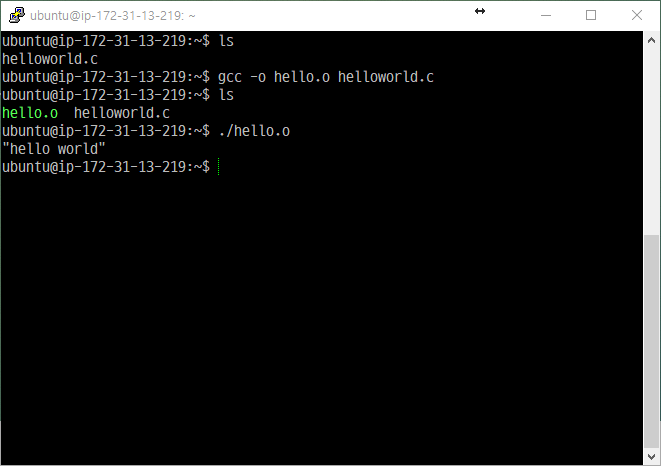 ubuntu@ip-172-31-13-219: ~
ubuntu@ip-172-31-13-219:~$ ls
helloworld.c
ubuntu@ip-172-31-13-219:~$ gcc -o hello.o helloworld.c
ubuntu@ip-172-31-13-219:~$ ls
hello.o  helloworld.c
ubuntu@ip-172-31-13-219:~$ ./hello.o
"hello world"
ubuntu@ip-172-31-13-219:~$